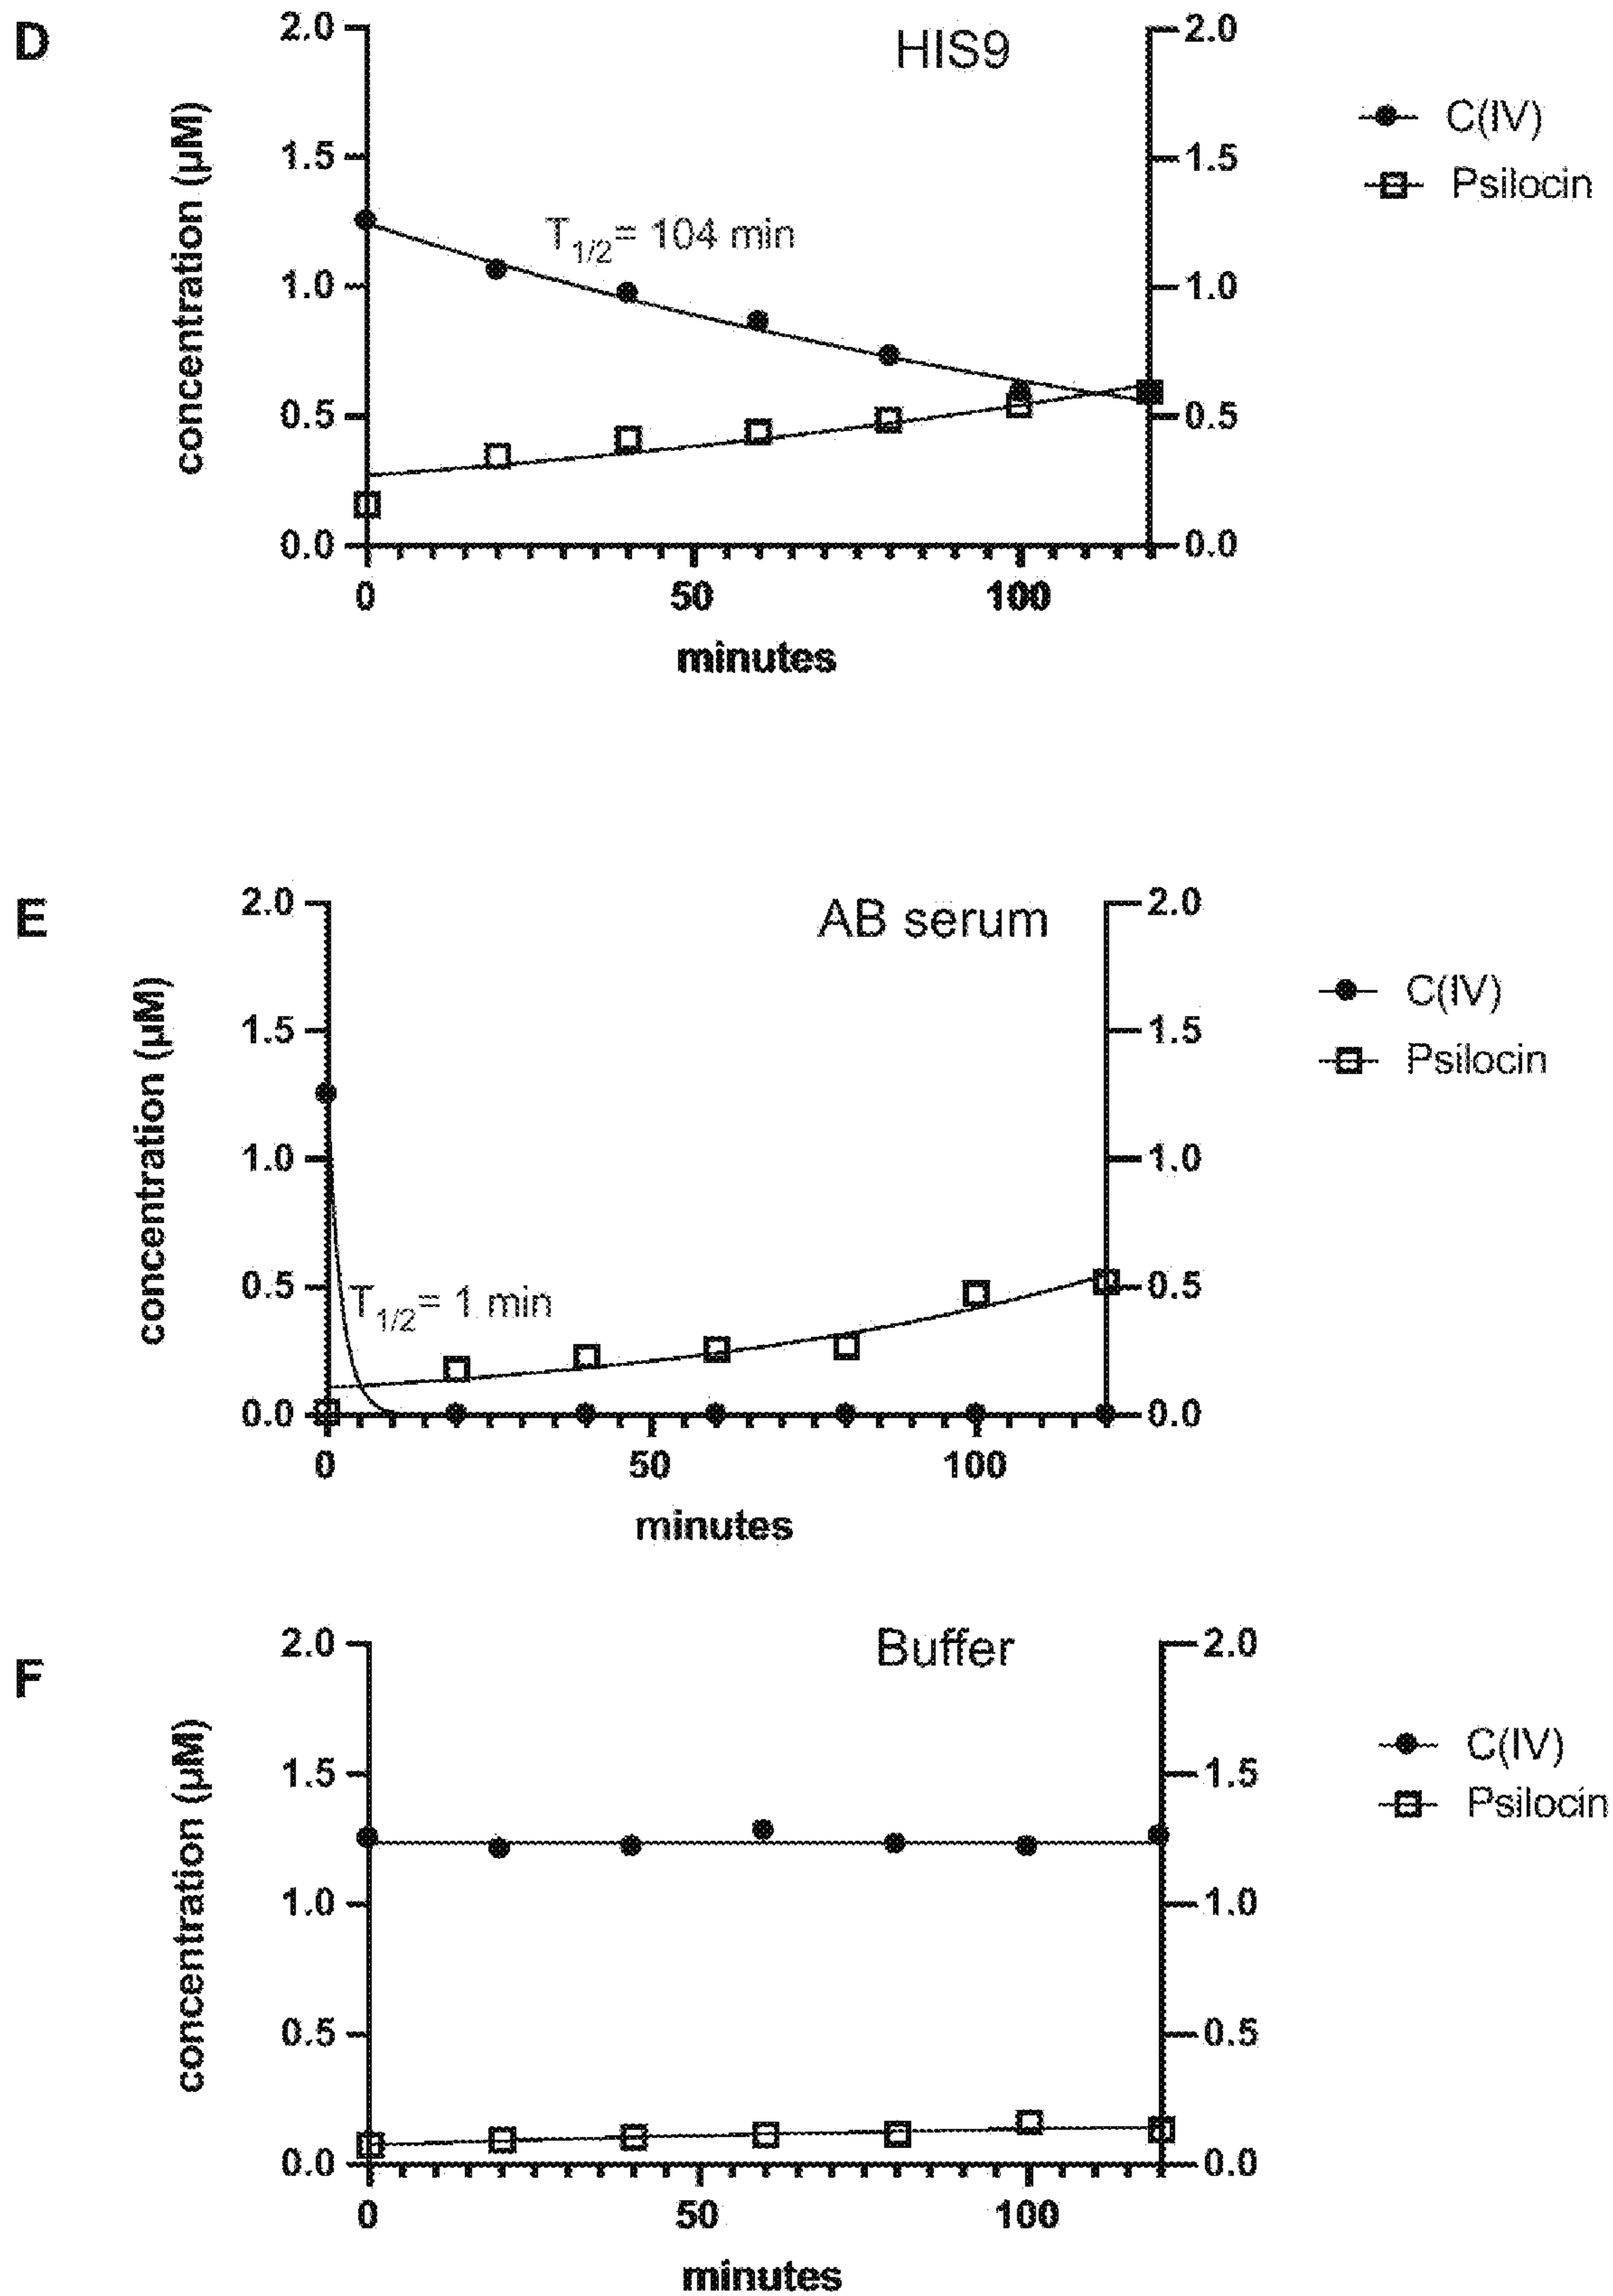 D
HIS9
2.0
2.0
C(IV)
1.5
1.5
Psilocin
concentration (µM)
T1/2= 104 min
1.0
1.0
0.5
0.5
0.0
0.0
0
50
100
minutes
E
AB serum
2.0
2.0
C(IV)
1.5
1.5
Psilocin
concentration (µM)
1.0
1.0
T1/2= 1 min
0.5
0.5
0.0
0.0
0
50
100
minutes
F
Buffer
2.0
2.0
C(IV)
1.5
1.5
Psilocin
concentration (µM)
1.0
1.0
0.5
0.5
0.0
0.0
0
50
100
minutes